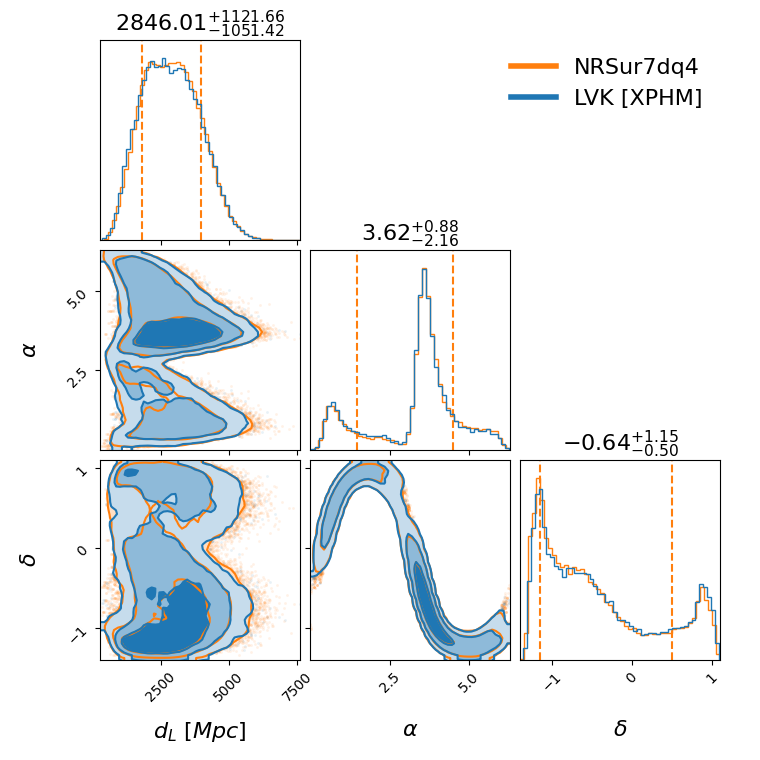 2846.01+1121.66−1051.42
NRSur7dq4
LVK [XPHM]
3.62+0.88−2.16
5.0
α
2.5
−0.64+1.15−0.50
1
δ
0
−1
2500
5000
7500
2.5
5.0
−1
0
1
dL [Mpc]
α
δ